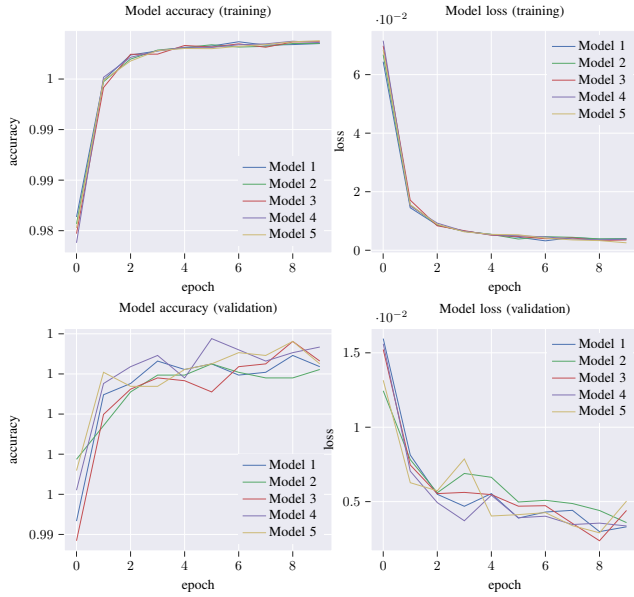 Model accuracy (training)
1
0.99
0.99
0.98
accuracy
0 2 4 6 8
epoch
Model 1
Model 2
Model 3
Model 4
Model 5
Model loss (training)
·10−2
6
4
2
0
loss
0 2 4 6 8
epoch
Model 1
Model 2
Model 3
Model 4
Model 5
Model accuracy (validation)
1
1
1
1
1
0.99
accuracy
0 2 4 6 8
epoch
Model 1
Model 2
Model 3
Model 4
Model 5
Model loss (validation)
·10−2
1.5
1
0.5
loss
0 2 4 6 8
epoch
Model 1
Model 2
Model 3
Model 4
Model 5